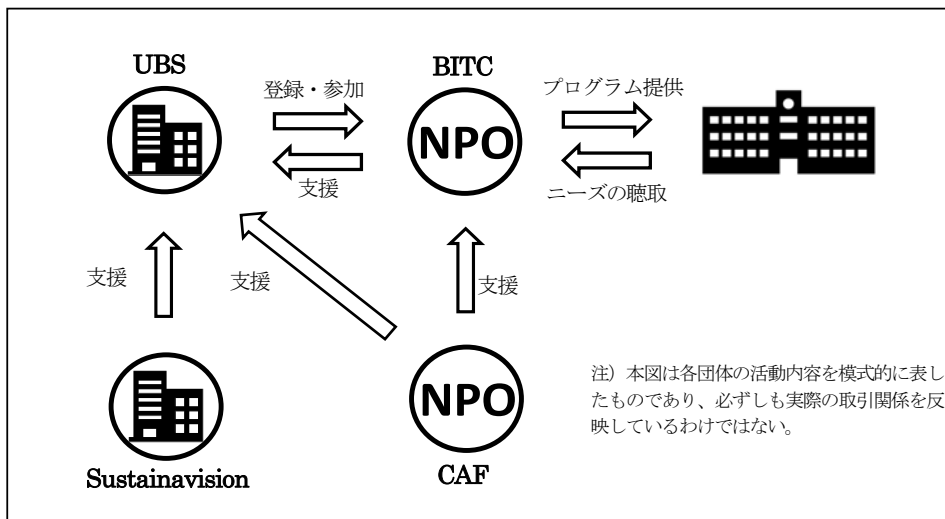 UBS
BITC
登録・参加
プログラム提供
NPO
支援
ニーズの聴取
支援
支援
支援
NPO
注）本図は各団体の活動内容を模式的に表し
たものであり、必ずしも実際の取引関係を反
映しているわけではない。
Sustainavision
CAF